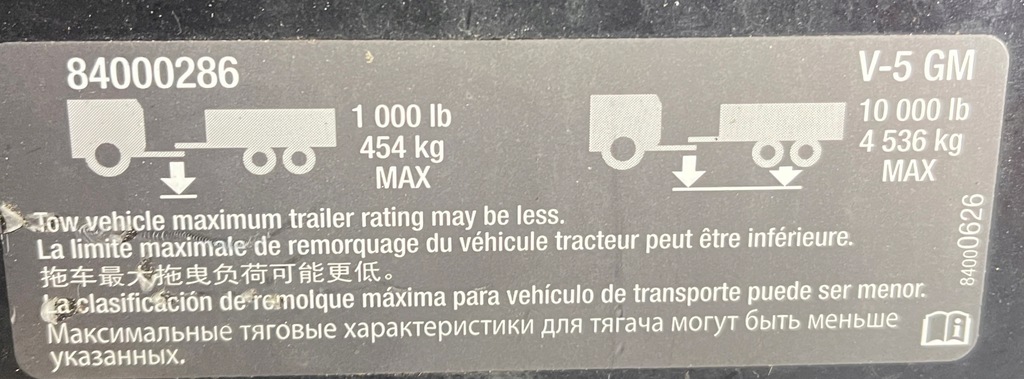 84000286
V-5 GM
1 000 lb
454 kg
MAX
10 000 lb
4 536 kg
MAX
Tow vehicle maximum trailer rating may be less.
La limite maximale de remorquage du véhicule tracteur peut être inférieure.
拖车最大拖曳负荷可能更低。
La clasificación de remolque máxima para vehículo de transporte puede ser menor.
Максимальные тяговые характеристики для тягача могут быть меньше
указанных.
84000626